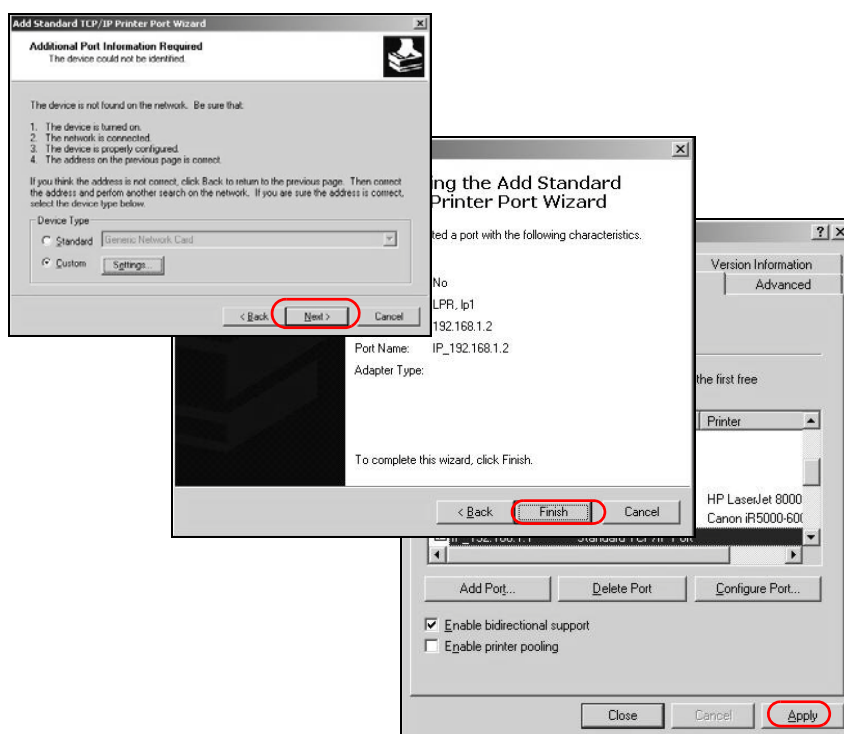 Add Standard TCP/IP Printer Port Wizard
Additional Port Information Required
The device could not be identified.
The device is not found on the network. Be sure that:
1. The device is turned on.
2. The network is connected.
3. The device is properly configured.
4. The address on the previous page is correct.
If you think the address is not correct, click Back to return to the previous page. Then correct
the address and perform another search on the network. If you are sure the address is correct,
select the device type below.
Device Type
Standard Generic Network Card
Custom Settings...
< Back Next > Cancel
ing the Add Standard
Printer Port Wizard
ted a port with the following characteristics.
No
LPR, lp1
192.168.1.2
Port Name: IP_192.168.1.2
Adapter Type:
To complete this wizard, click Finish.
< Back Finish Cancel
Version Information
Advanced
the first free
Printer
HP LaserJet 8000
Canon iR5000-600
IP_192.168.1.1 Standard TCP/IP Port
Add Port... Delete Port Configure Port...
Enable bidirectional support
Enable printer pooling
Close Cancel Apply